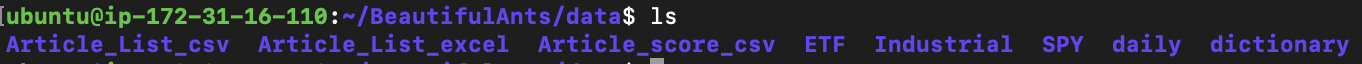 ubuntu@ip-172-31-16-110:~/BeautifulAnts/data$ ls
Article_List_csv Article_List_excel Article_score_csv ETF Industrial SPY daily dictionary